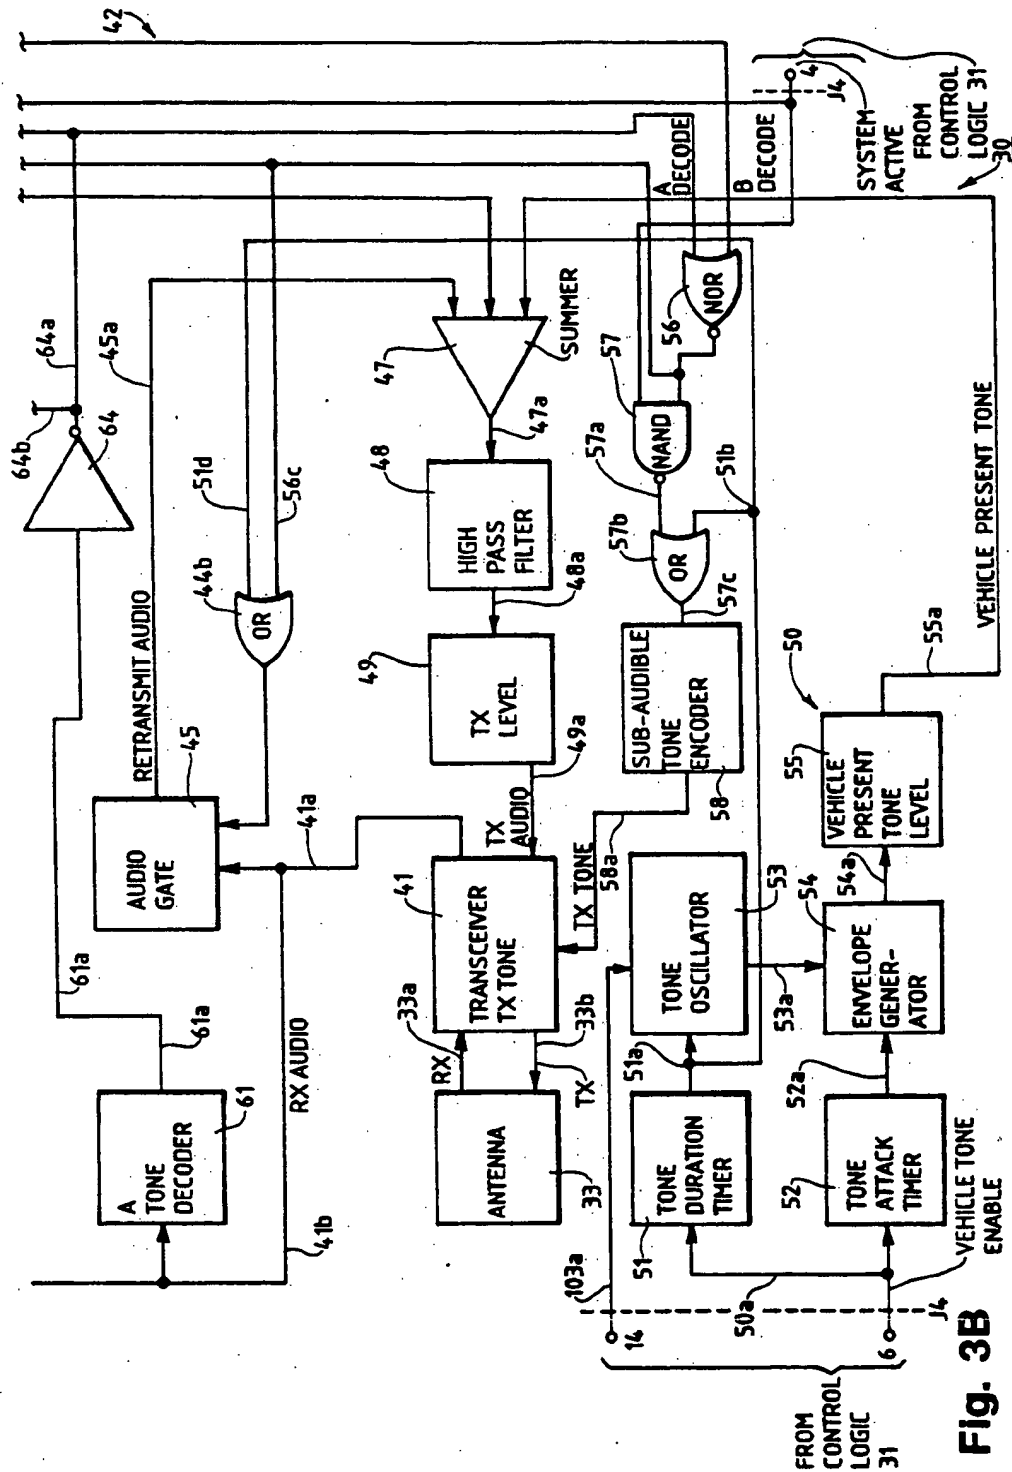 42
64a
64b
64
45a
61a
61a
A
TONE
DECODER
61
RX AUDIO
41b
RETRANSMIT AUDIO
45
AUDIO
GATE
41a
44b
OR
51d
56c
ANTENNA
33
RX
33a
TX
33b
41
TRANSCEIVER
TX TONE
TX
AUDIO
49a
49
TX
LEVEL
48a
48
HIGH
PASS
FILTER
47a
47
SUMMER
TX TONE
58a
SUB-AUDIBLE
TONE
ENCODER
58
57c
57b
OR
57a
57
NAND
56
NOR
51b
A
DECODE
B
DECODE
4
J4
SYSTEM
ACTIVE
FROM
CONTROL
LOGIC 31
30
103a
14
51
TONE
DURATION
TIMER
51a
TONE
OSCILLATOR
53
53a
50a
6
J4
VEHICLE TONE
ENABLE
52
TONE
ATTACK
TIMER
52a
54
ENVELOPE
GENER-
ATOR
54a
55
VEHICLE
PRESENT
TONE
LEVEL
50
55a
VEHICLE PRESENT TONE
FROM
CONTROL
LOGIC
31
Fig. 3B